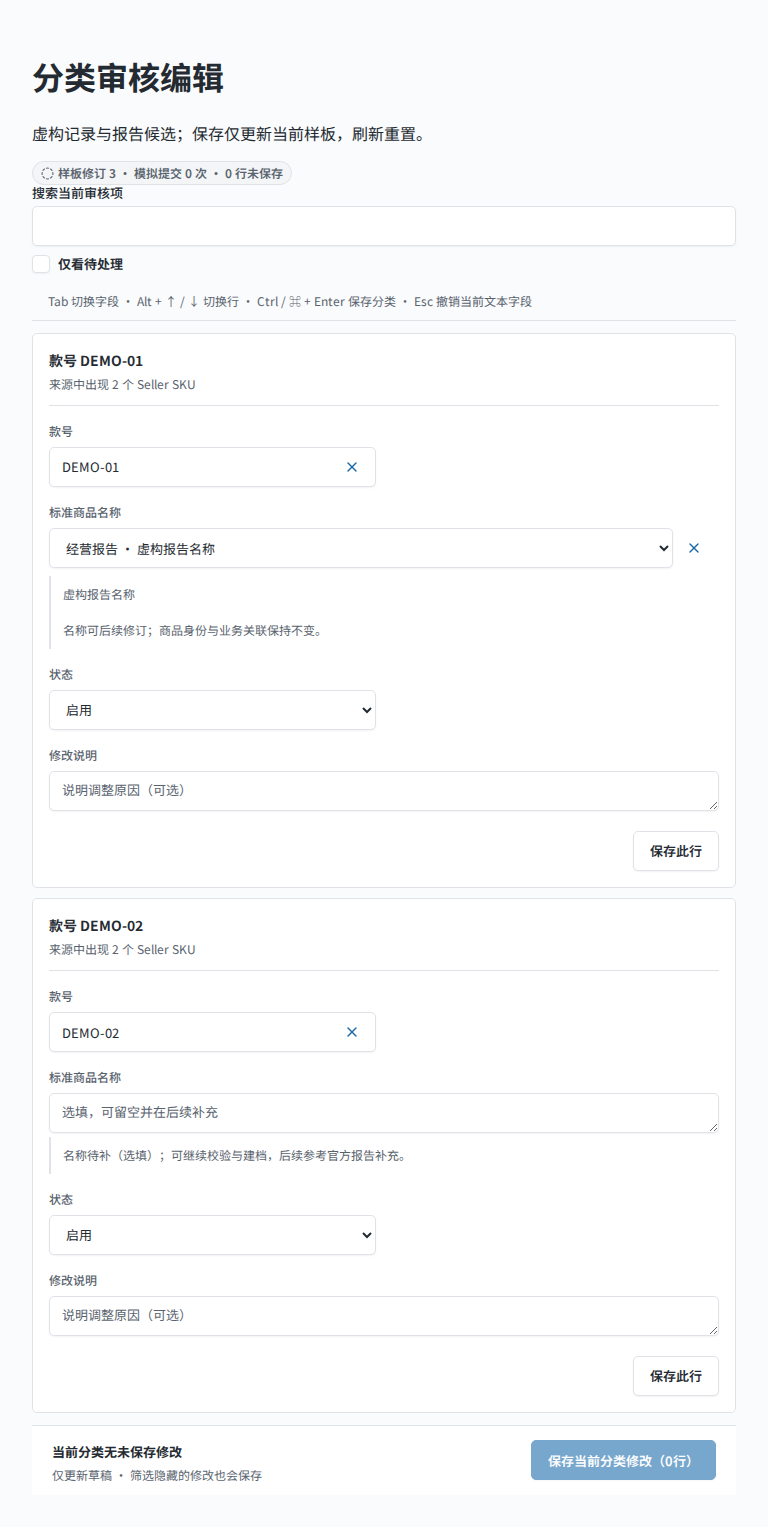 分类审核编辑
虚构记录与报告候选；保存仅更新当前样板，刷新重置。
样板修订 3 · 模拟提交 0 次 · 0 行未保存
搜索当前审核项
仅看待处理
Tab 切换字段 · Alt + ↑ / ↓ 切换行 · Ctrl / ⌘ + Enter 保存分类 · Esc 撤销当前文本字段
款号 DEMO-01
来源中出现 2 个 Seller SKU
款号
DEMO-01
标准商品名称
经营报告 · 虚构报告名称
虚构报告名称
名称可后续修订；商品身份与业务关联保持不变。
状态
启用
修改说明
说明调整原因（可选）
保存此行
款号 DEMO-02
来源中出现 2 个 Seller SKU
款号
DEMO-02
标准商品名称
选填，可留空并在后续补充
名称待补（选填）；可继续校验与建档，后续参考官方报告补充。
状态
启用
修改说明
说明调整原因（可选）
保存此行
当前分类无未保存修改
仅更新草稿 · 筛选隐藏的修改也会保存
保存当前分类修改（0行）